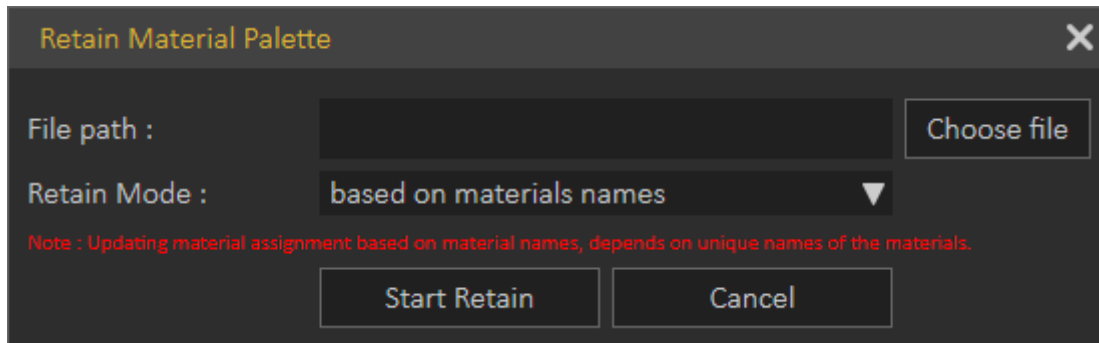 Retain Material Palette
File path : Choose file
Retain Mode : based on materials names
Note : Updating material assignment based on material names, depends on unique names of the materials.
Start Retain Cancel